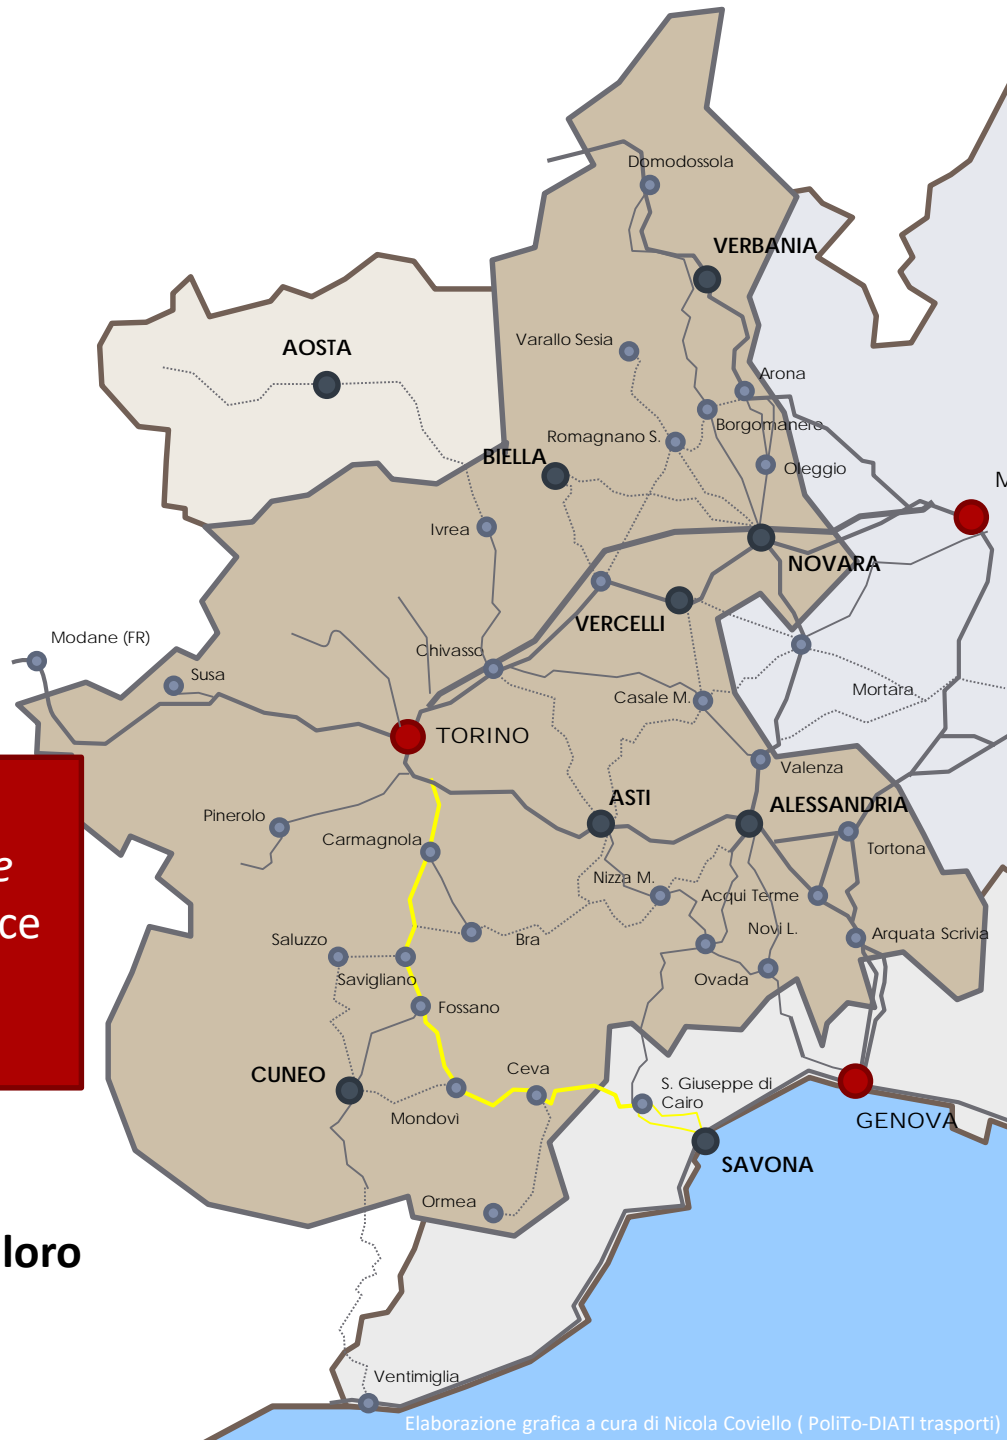 Domodossola
VERBANIA
AOSTA
Varallo Sesia
Arona
Borgomanero
Romagnano S.
BIELLA
Oleggio
M
Ivrea
NOVARA
VERCELLI
Modane (FR)
Chivasso
Susa
Casale M.
Mortara
TORINO
Valenza
ASTI
ALESSANDRIA
Pinerolo
Carmagnola
Tortona
e
Nizza M.
Acqui Terme
ce
Saluzzo
Bra
Novi L.
Arquata Scrivia
Savigliano
Ovada
Fossano
CUNEO
Ceva
S. Giuseppe di
Cairo
Mondovì
GENOVA
SAVONA
Ormea
loro
Ventimiglia
Elaborazione grafica a cura di Nicola Coviello ( PoliTo-DIATI trasporti)